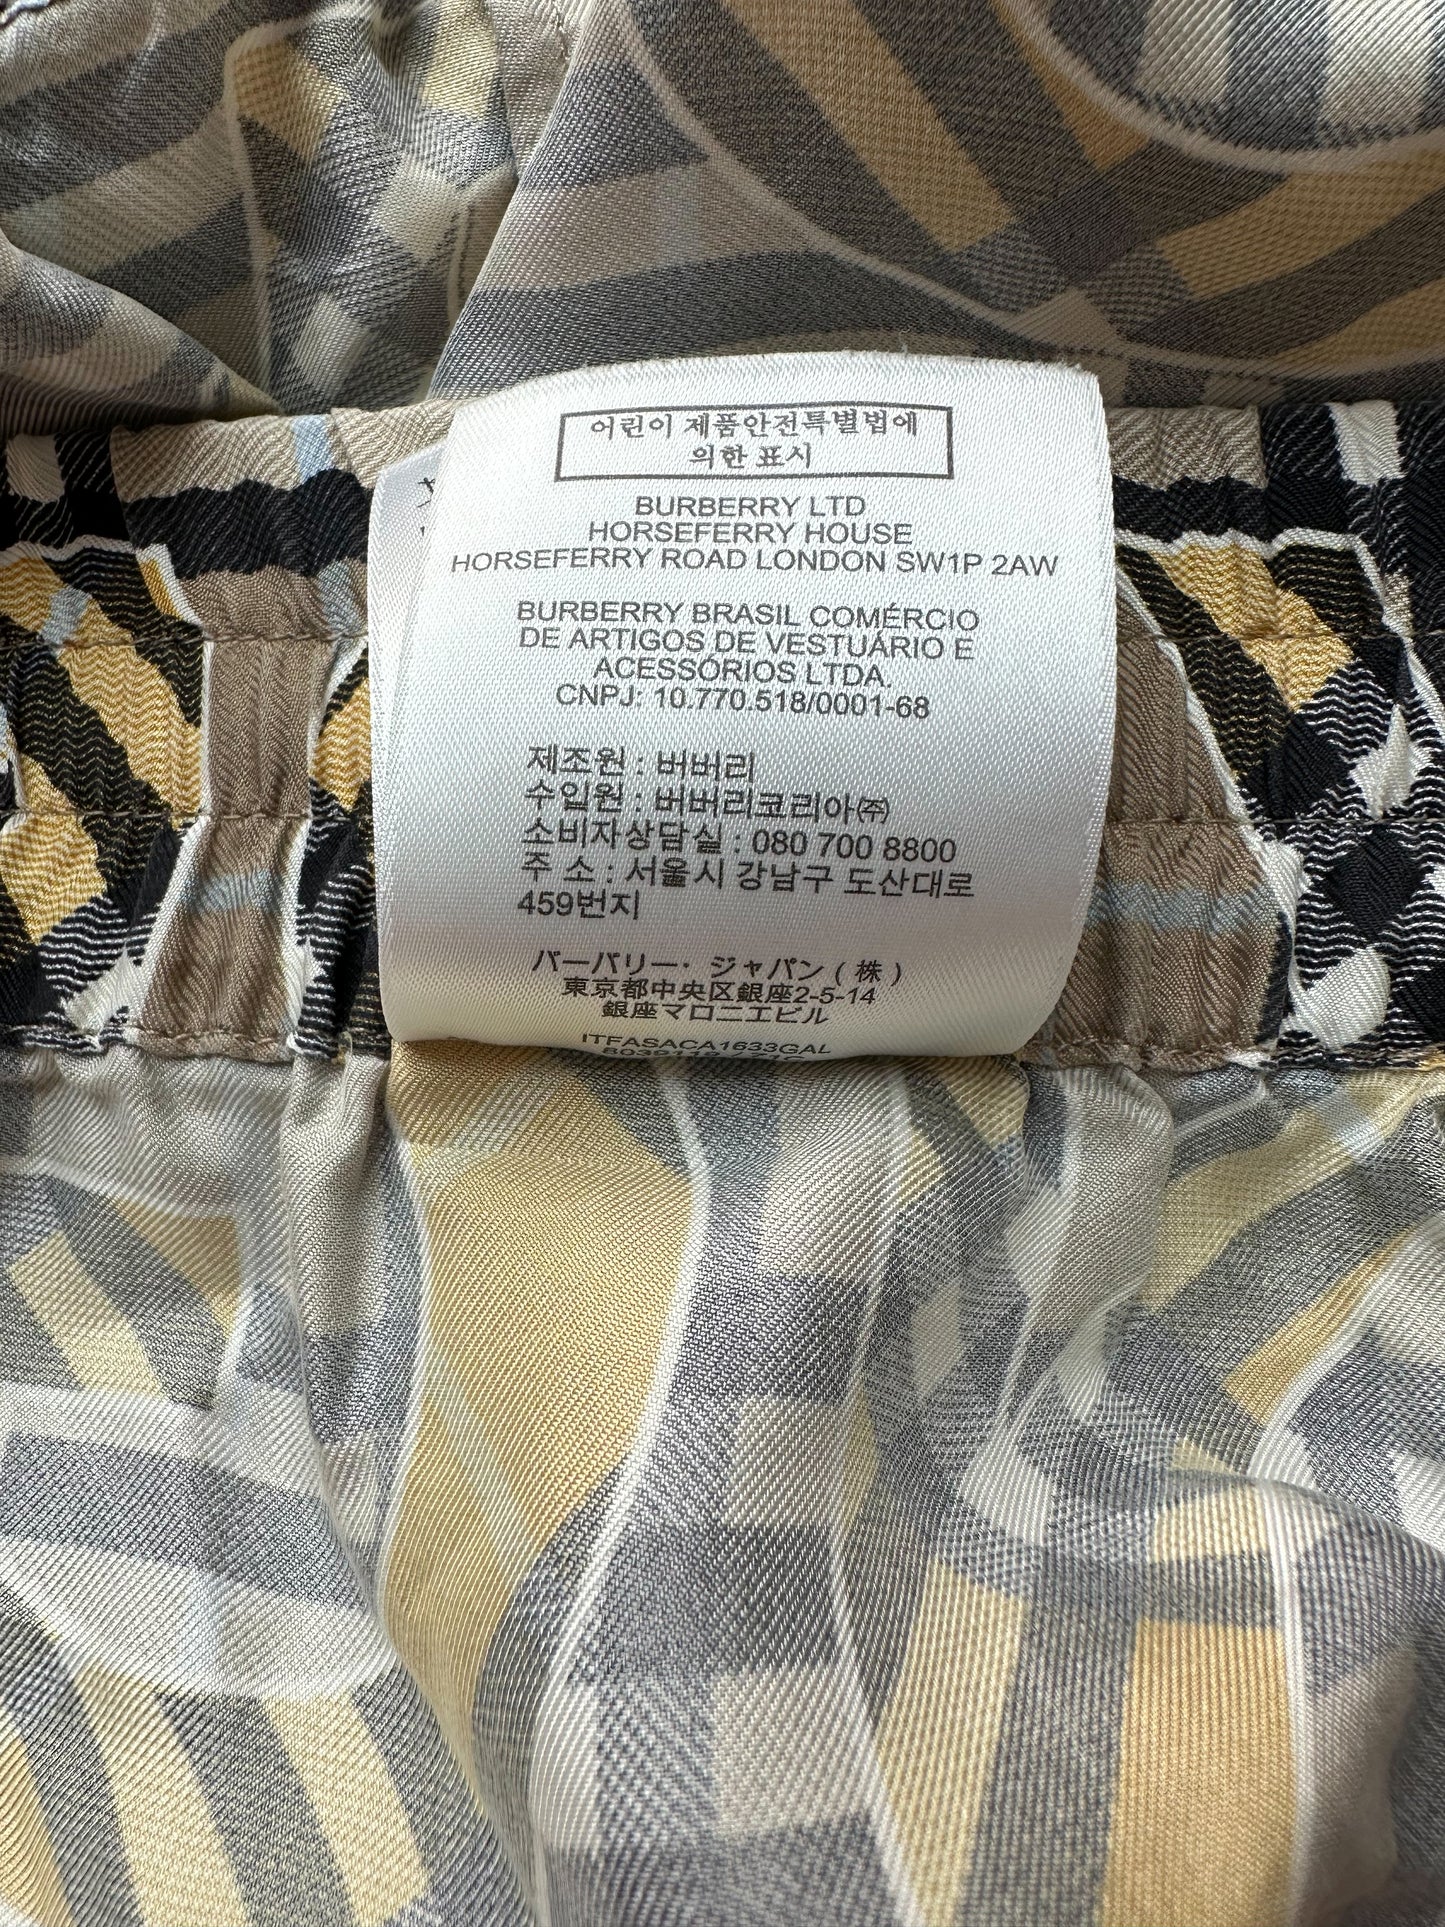 어린이 제품안전특별법에
의한 표시
BURBERRY LTD
HORSEFERRY HOUSE
HORSEFERRY ROAD LONDON SW1P 2AW
BURBERRY BRASIL COMÉRCIO
DE ARTIGOS DE VESTUÁRIO E
ACESSÓRIOS LTDA.
CNPJ: 10.770.518/0001-68
제조원 : 버버리
수입원 : 버버리코리아㈜
소비자상담실 : 080 700 8800
주 소 : 서울시 강남구 도산대로
459번지
バーバリー・ジャパン ( 株 )
東京都中央区銀座2-5-14
銀座マロニエビル
ITFASACA1633GAL